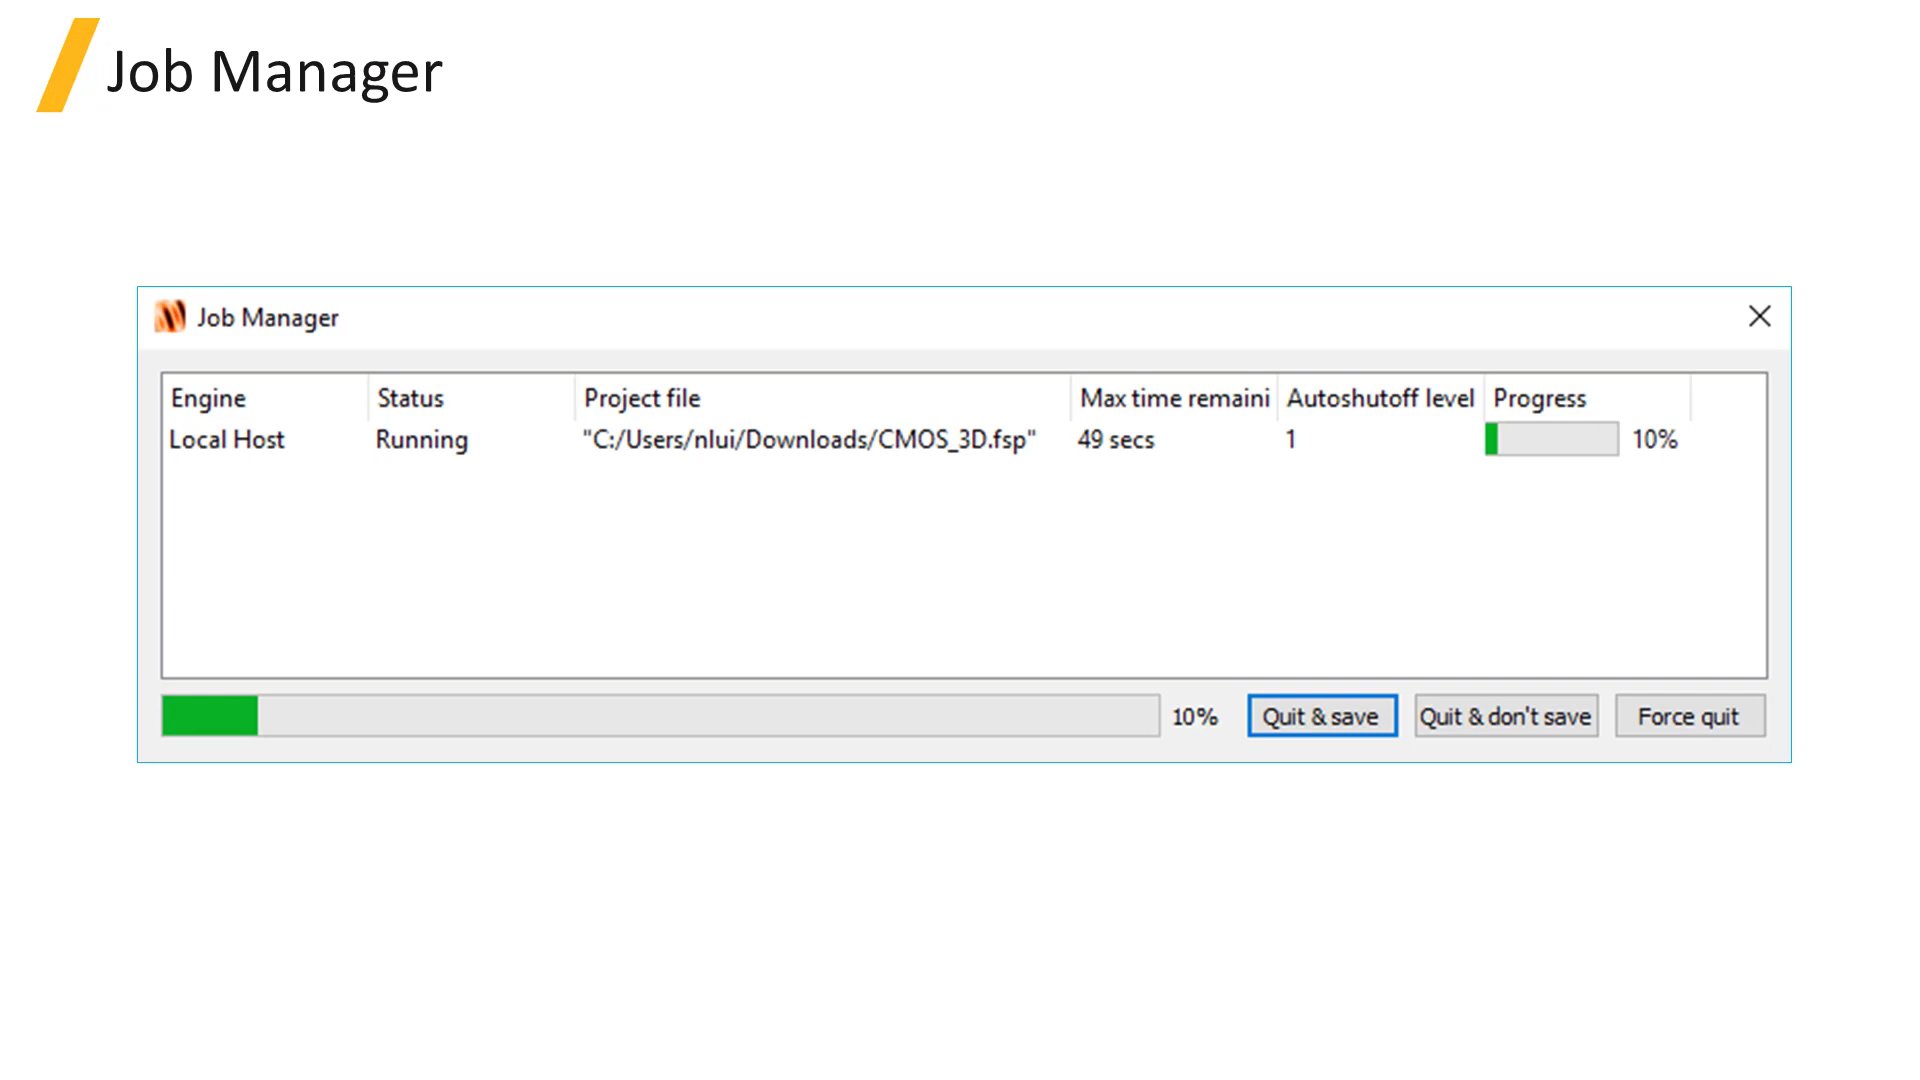 Job Manager
Job Manager
Engine Status Project file Max time remaini Autoshutoff level Progress
Local Host Running "C:/Users/nlui/Downloads/CMOS_3D.fsp" 49 secs 1 10%
10% Quit & save Quit & don't save Force quit